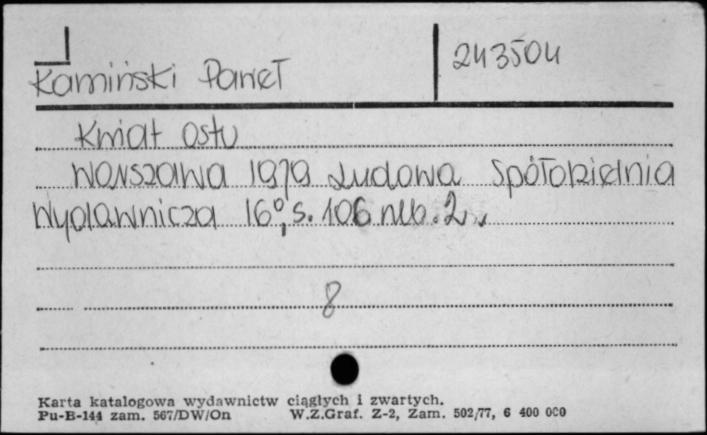 Kamiński Paweł
243504
Kwiat ostu
Warszawa 1979 Ludowa Spółdzielnia
Wydawnicza 16°, s. 106 nlb. 2.
8
Karta katalogowa wydawnictw ciągłych i zwartych.
Pu-B-144 zam. 567/DW/On W.Z.Graf. Z-2, Zam. 502/77, 6 400 000